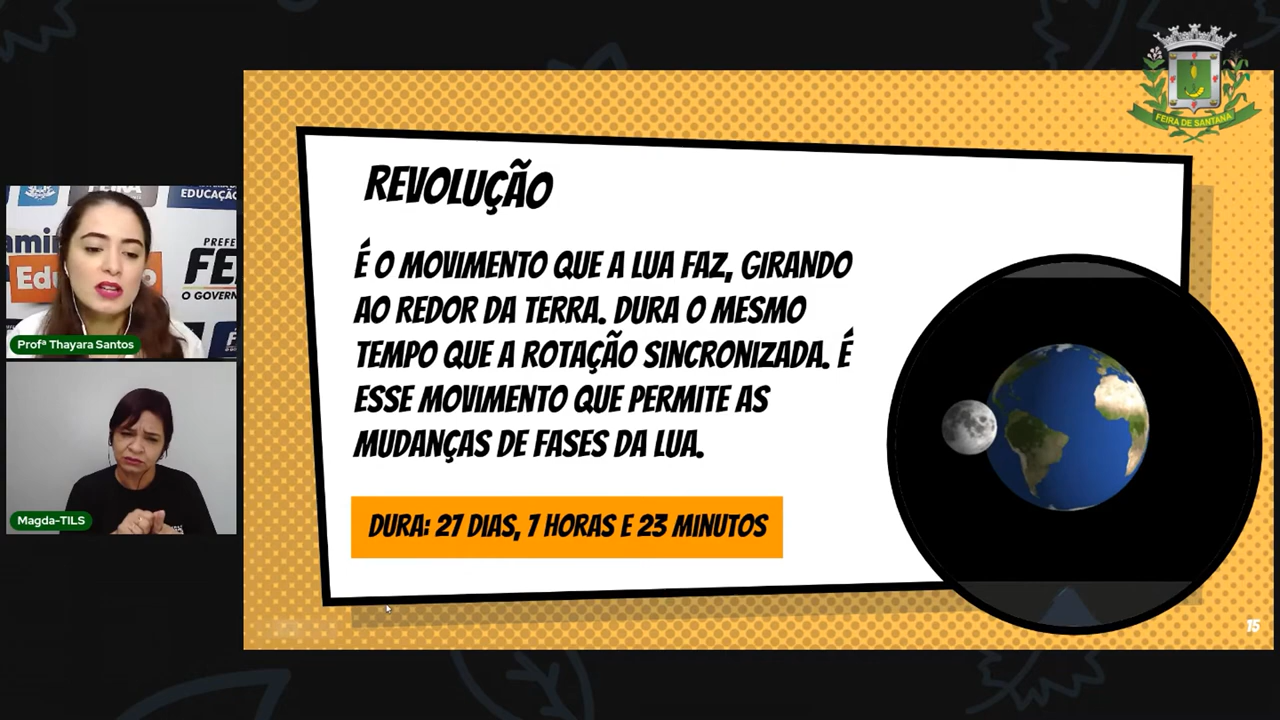 FEIRA DE SANTANA
REVOLUÇÃO
É O MOVIMENTO QUE A LUA FAZ, GIRANDO
AO REDOR DA TERRA. DURA O MESMO
TEMPO QUE A ROTAÇÃO SINCRONIZADA. É
ESSE MOVIMENTO QUE PERMITE AS
MUDANÇAS DE FASES DA LUA.
DURA: 27 DIAS, 7 HORAS E 23 MINUTOS
15
EDUCAÇÃO
PREFE
FE
O GOVERN
Profª Thayara Santos
Magda-TILS